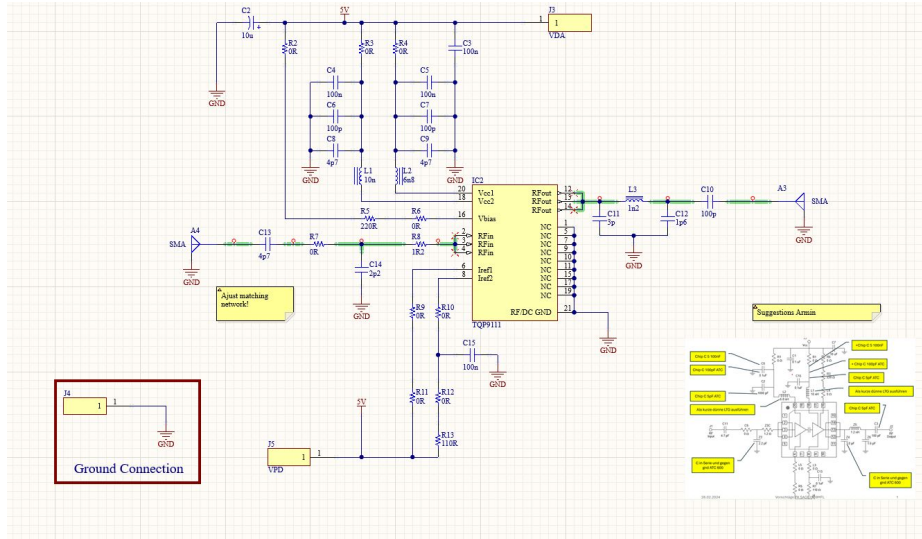 C2
10n
GND
5V
J3
1
1
VDA
R2
0R
R3
0R
R4
0R
C3
100n
C4
100n
C6
100p
C8
4p7
GND
C5
100n
C7
100p
C9
4p7
GND
L1
10n
L2
6n8
IC2
20
18
16
2
3
4
6
8
Vcc1
Vcc2
Vbias
RFin
RFin
RFin
Iref1
Iref2
RFout
RFout
RFout
NC
NC
NC
NC
NC
NC
NC
NC
NC
RF/DC GND
12
13
14
1
5
7
9
10
11
15
17
19
21
TQP9111
GND
L3
1n2
C10
100p
A3
SMA
GND
C11
3p
C12
1p6
GND
R5
220R
R6
0R
A4
SMA
GND
C13
4p7
R7
0R
R8
1R2
C14
2p2
GND
Ajust matching
network!
R9
0R
R10
0R
C15
100n
GND
R11
0R
R12
0R
5V
R13
110R
J5
1
1
VPD
J4
1
1
GND
Ground Connection
Suggestions Armin